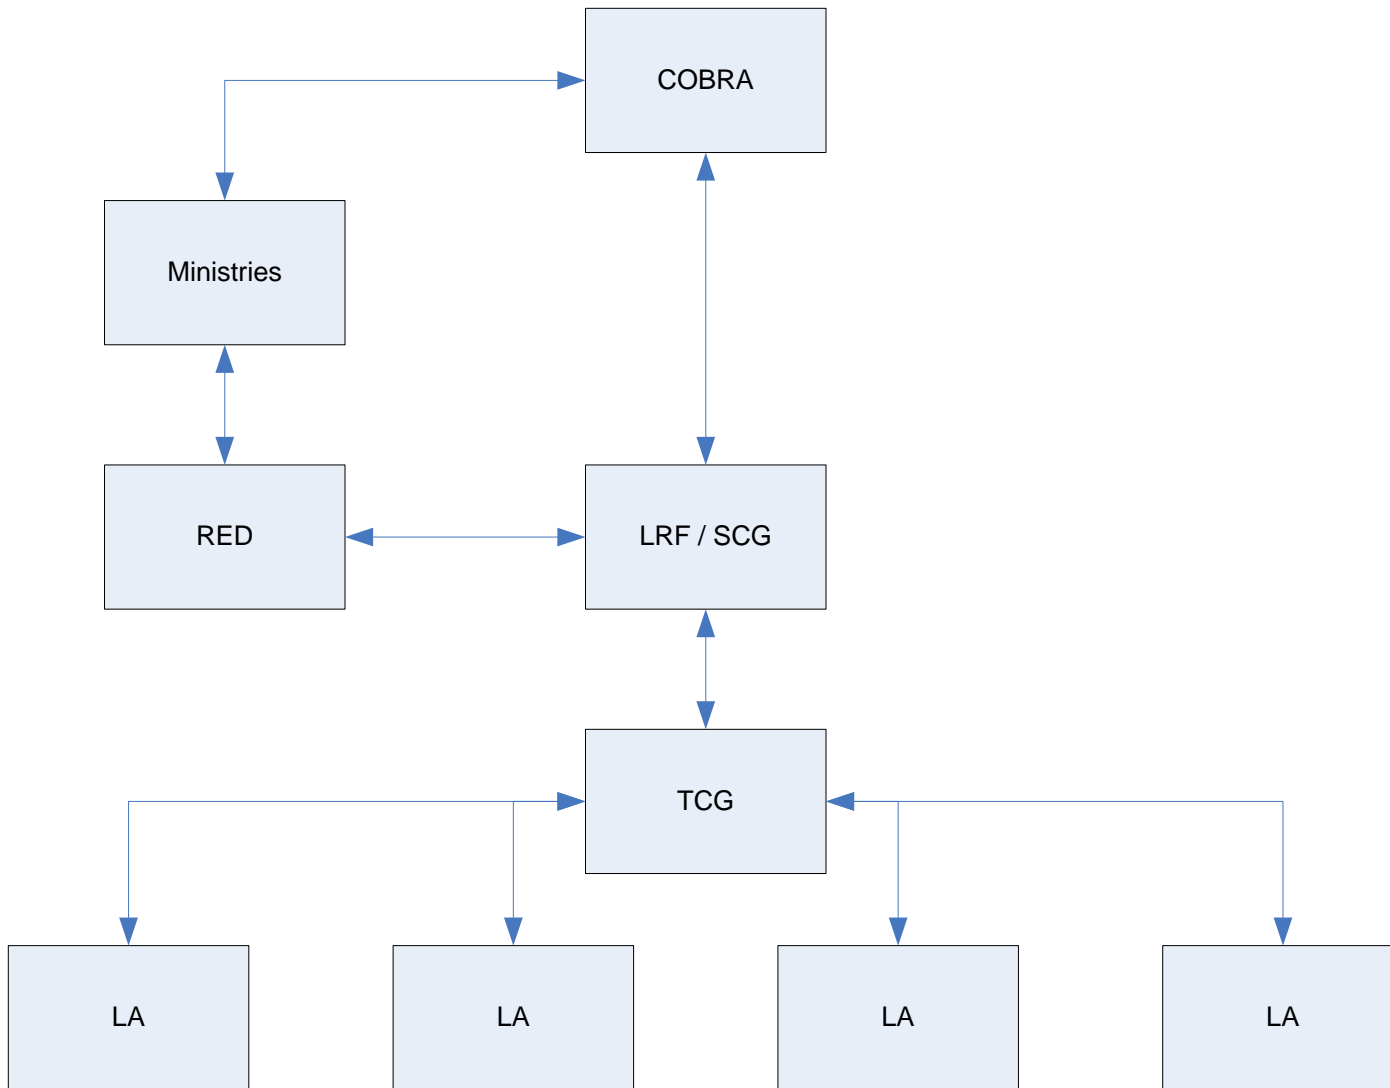 COBRA
Ministries
RED
LRF / SCG
TCG
LA
LA
LA
LA